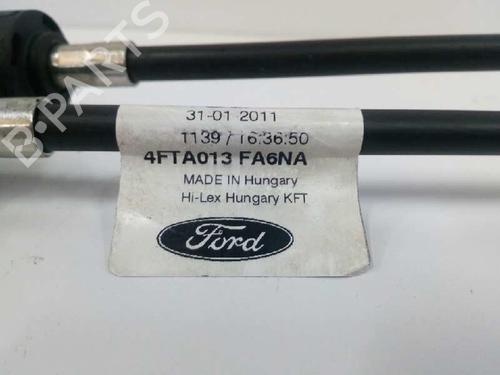 31-01 2011
1139 / 16:36:50
4FTA013 FA6NA
MADE IN Hungary
Hi-Lex Hungary KFT
Ford
B-PARTS